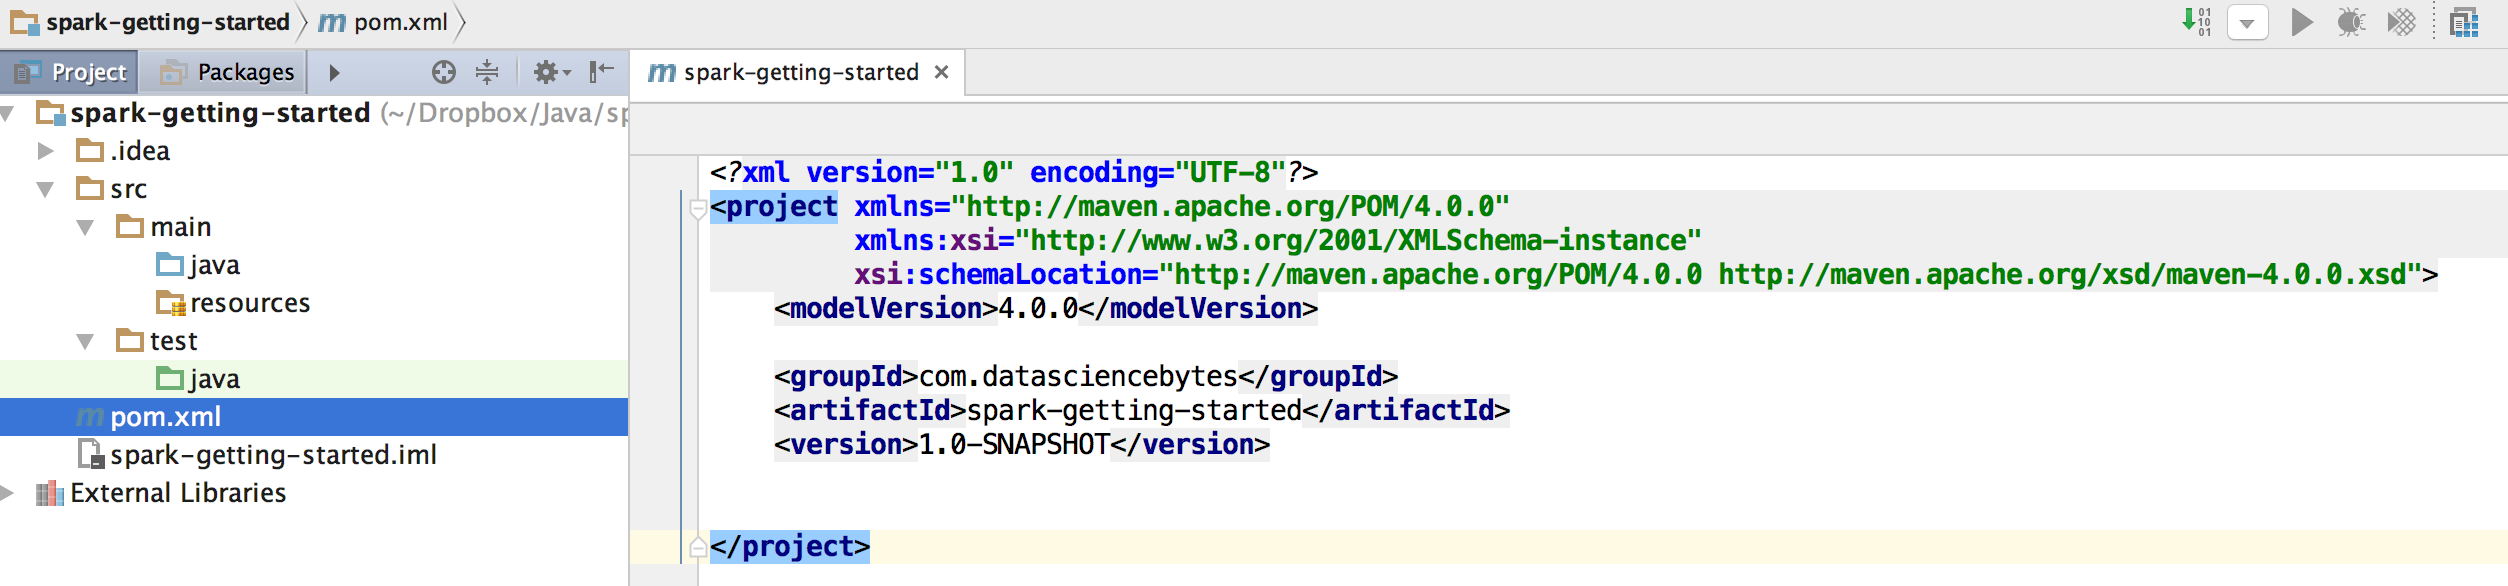 spark-getting-started pom.xml
01
10
01
Project Packages
spark-getting-started (~/Dropbox/Java/sp
.idea
src
main
java
resources
test
java
m pom.xml
spark-getting-started.iml
External Libraries
m spark-getting-started
<?xml version="1.0" encoding="UTF-8"?>
<project xmlns="http://maven.apache.org/POM/4.0.0"
xmlns:xsi="http://www.w3.org/2001/XMLSchema-instance"
xsi:schemaLocation="http://maven.apache.org/POM/4.0.0 http://maven.apache.org/xsd/maven-4.0.0.xsd">
<modelVersion>4.0.0</modelVersion>
<groupId>com.datasciencebytes</groupId>
<artifactId>spark-getting-started</artifactId>
<version>1.0-SNAPSHOT</version>
</project>